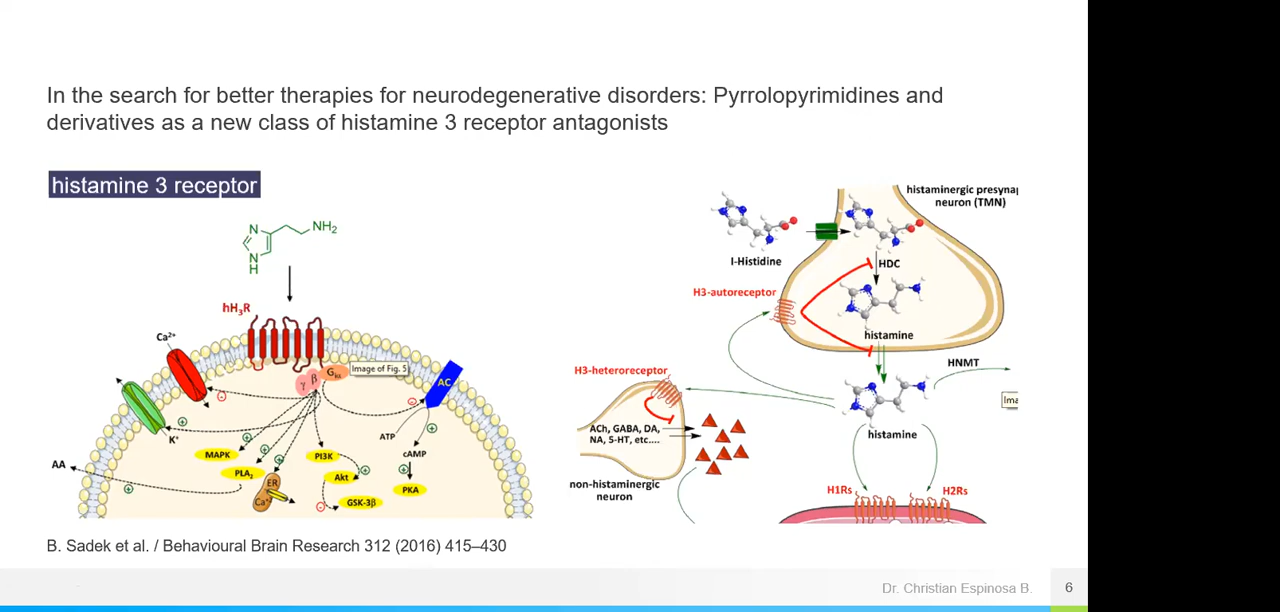 In the search for better therapies for neurodegenerative disorders: Pyrrolopyrimidines and
derivatives as a new class of histamine 3 receptor antagonists
histamine 3 receptor
N
NH₂
N
H
hH₃R
Ca²⁺
γ
β
Image of Fig. 5
AC
K⁺
ATP
cAMP
MAPK
PI3K
AA
PLA₂
Akt
ER
PKA
Ca²⁺
GSK-3β
histaminergic presynap
neuron (TMN)
l-Histidine
HDC
H3-autoreceptor
histamine
HNMT
H3-heteroreceptor
Ima
ACh, GABA, DA,
NA, 5-HT, etc....
histamine
non-histaminergic
neuron
H1Rs
H2Rs
B. Sadek et al. / Behavioural Brain Research 312 (2016) 415–430
Dr. Christian Espinosa B.
6